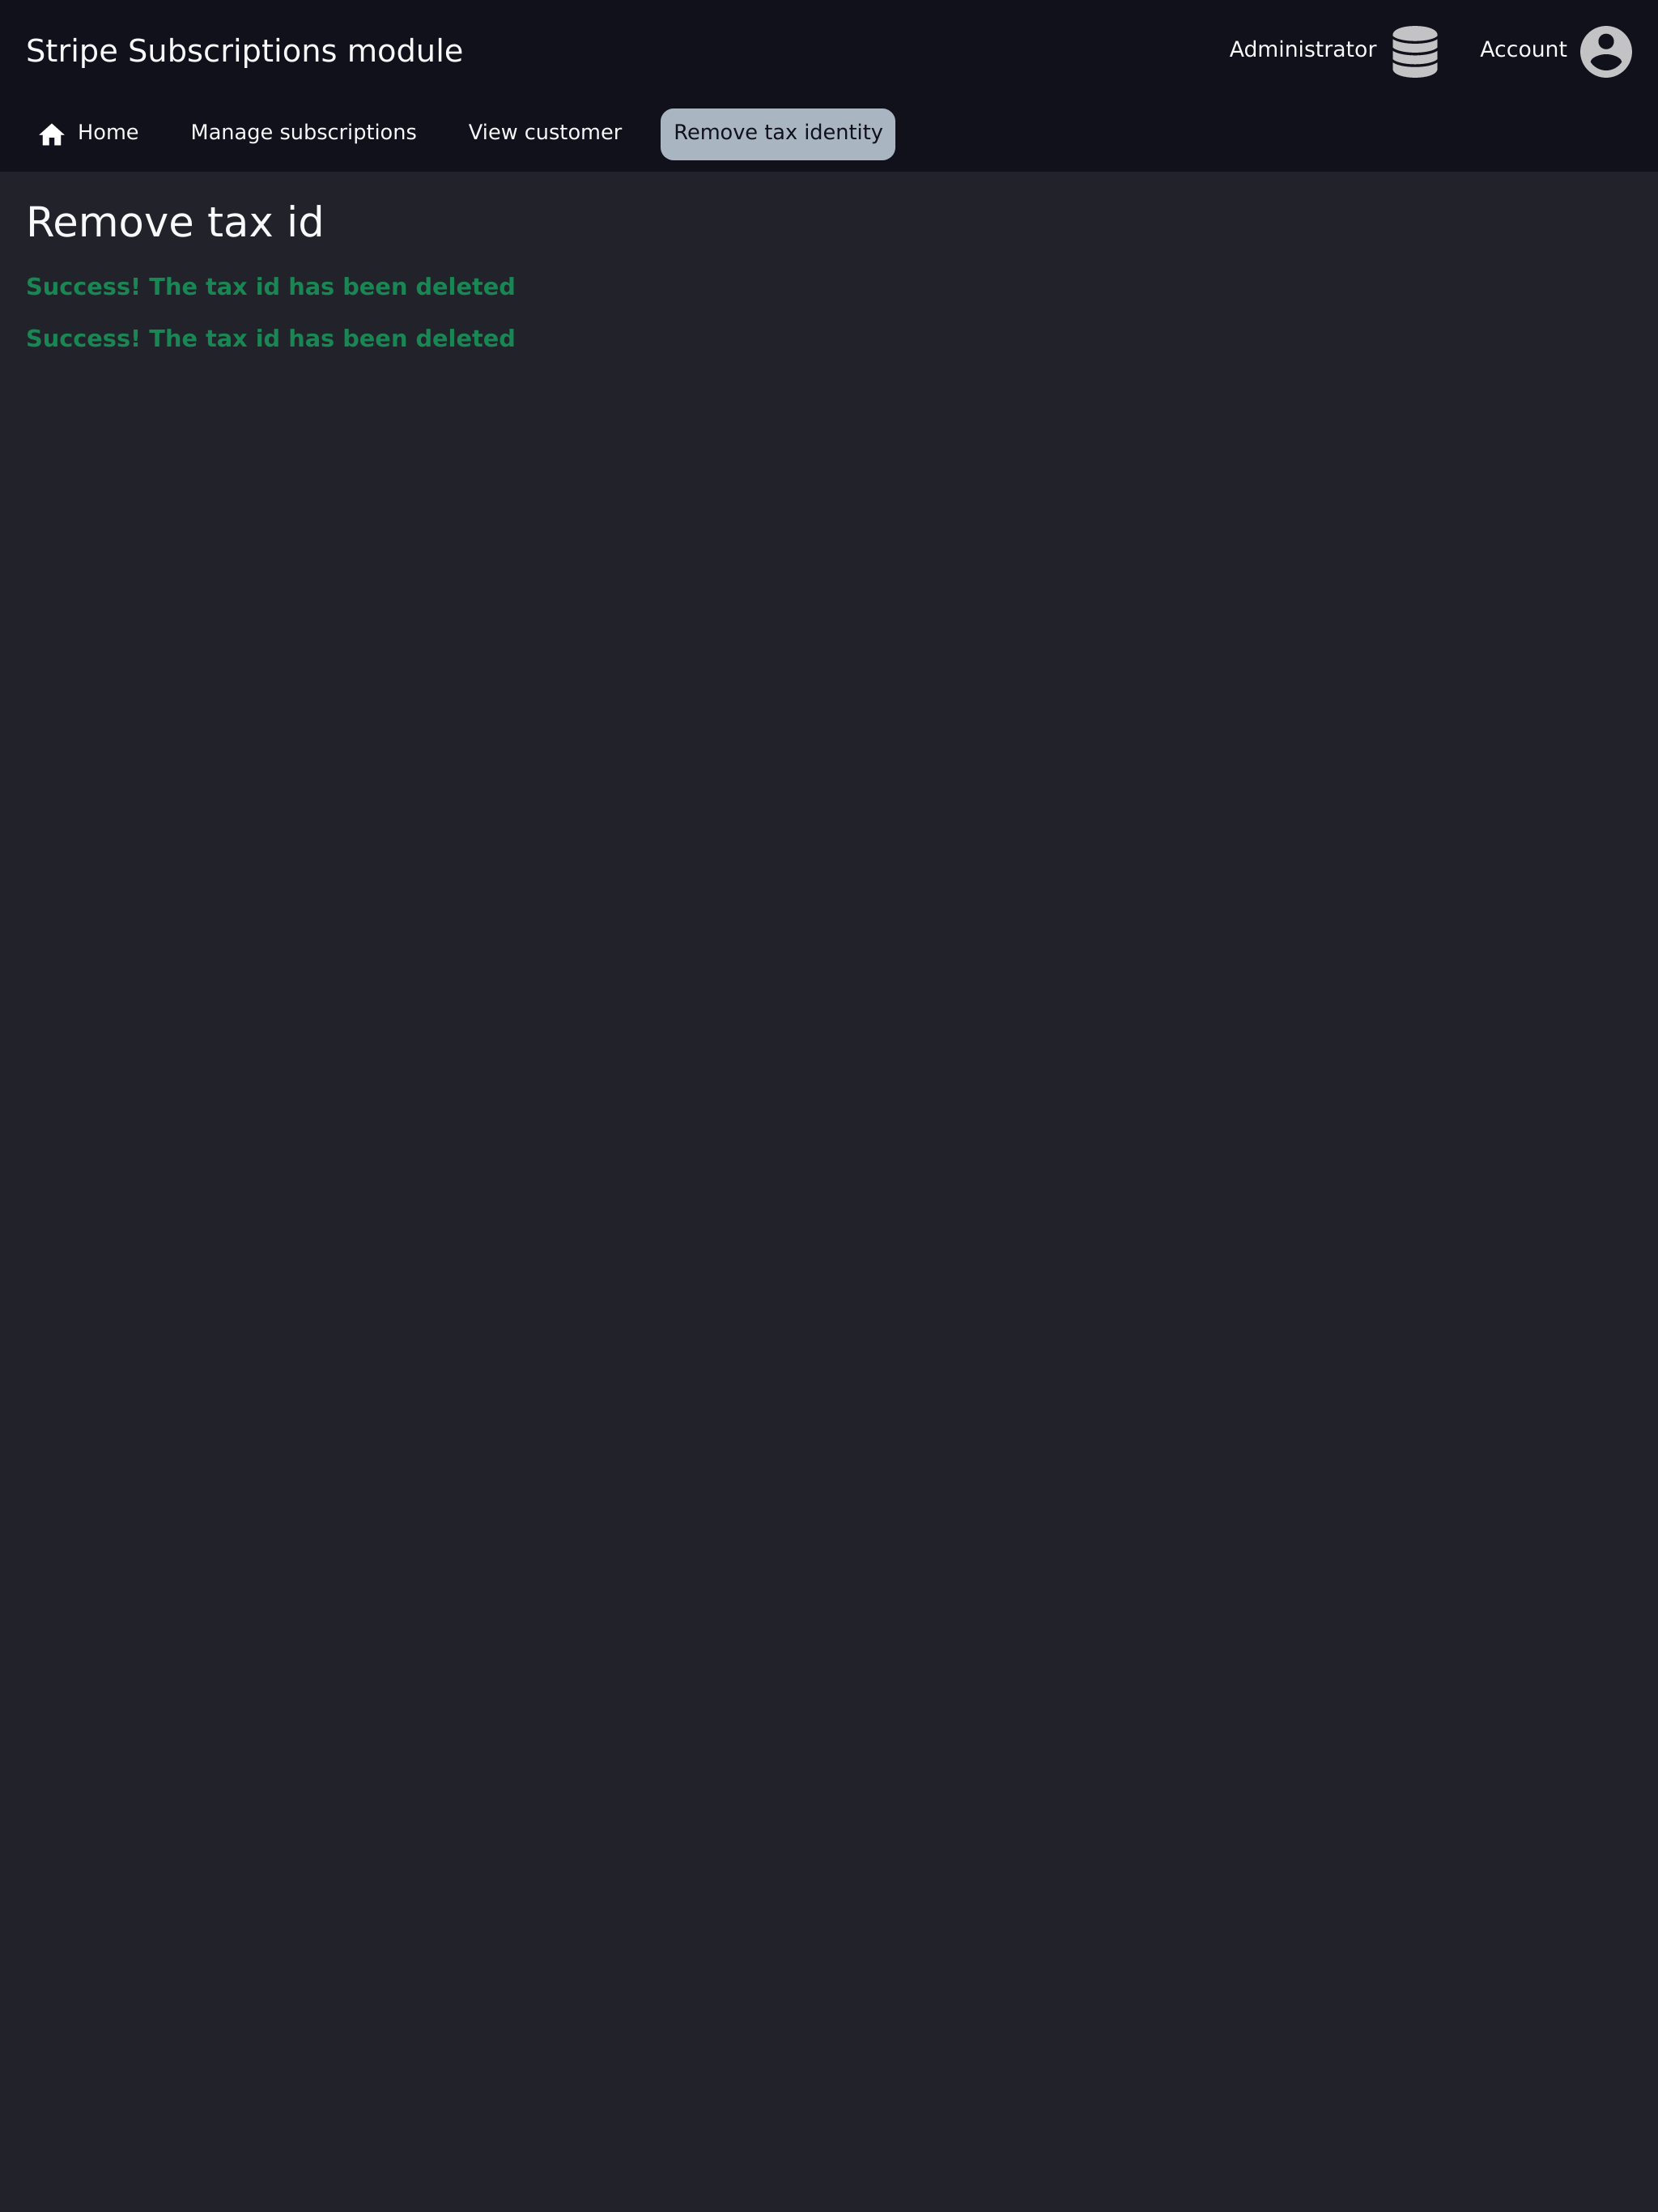 Stripe Subscriptions module
Administrator
Account
Home
Manage subscriptions
View customer
Remove tax identity
Remove tax id
Success! The tax id has been deleted
Success! The tax id has been deleted